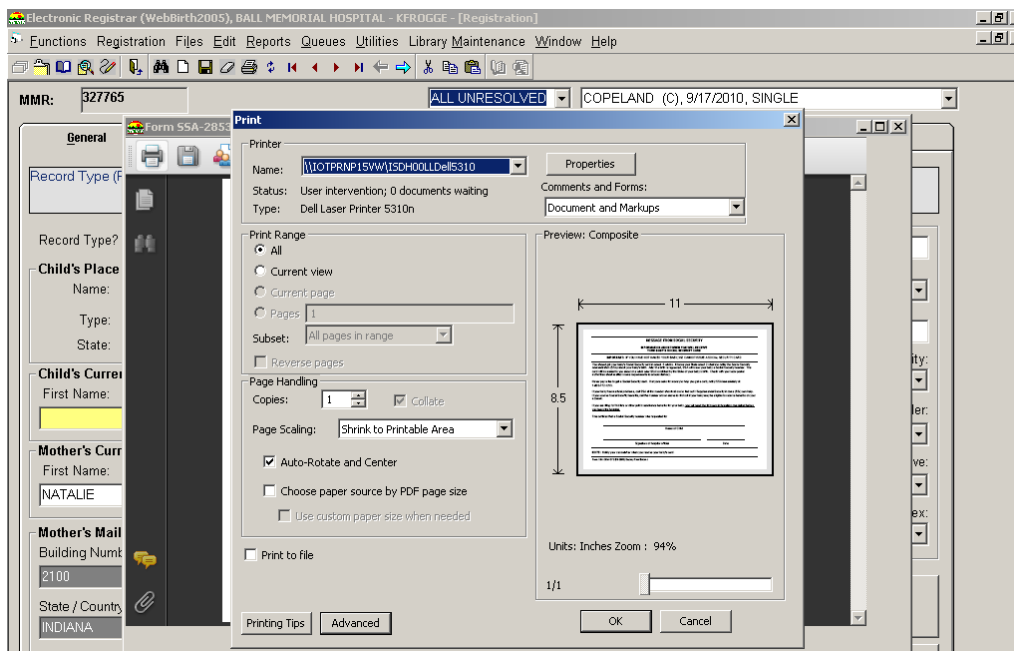 Electronic Registrar (WebBirth2005), BALL MEMORIAL HOSPITAL - KFROGGE - [Registration]
Functions Registration Files Edit Reports Queues Utilities Library Maintenance Window Help
MMR: 327765 ALL UNRESOLVED COPELAND (C), 9/17/2010, SINGLE
General
Form SSA-2853
Print
Record Type (F
Record Type?
Child's Place
Name:
Type:
State:
Child's Currer
First Name:
Mother's Curr
First Name:
NATALIE
Mother's Mail
Building Numb
2100
State / Country
INDIANA
Printer
Name: \\IOTPRNP15VW\ISDH00LLDell5310 Properties
Status: User intervention; 0 documents waiting Comments and Forms:
Type: Dell Laser Printer 5310n Document and Markups
Print Range
All
Current view
Current page
Pages 1
Subset: All pages in range
Reverse pages
Page Handling
Copies: 1 Collate
Page Scaling: Shrink to Printable Area
Auto-Rotate and Center
Choose paper source by PDF page size
Use custom paper size when needed
Print to file
Printing Tips Advanced
Preview: Composite
11
8.5
MESSAGE FROM SOCIAL SECURITY
Units: Inches Zoom : 94%
1/1
OK Cancel
ity:
ler:
ve:
ex: